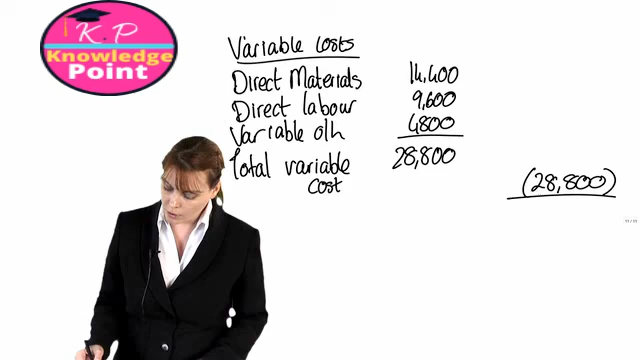 K.P
Knowledge
Point
Variable costs
Direct Materials 14,400
Direct labour 9,600
Variable o/h 4800
Total variable 28,800
cost
(28,800)